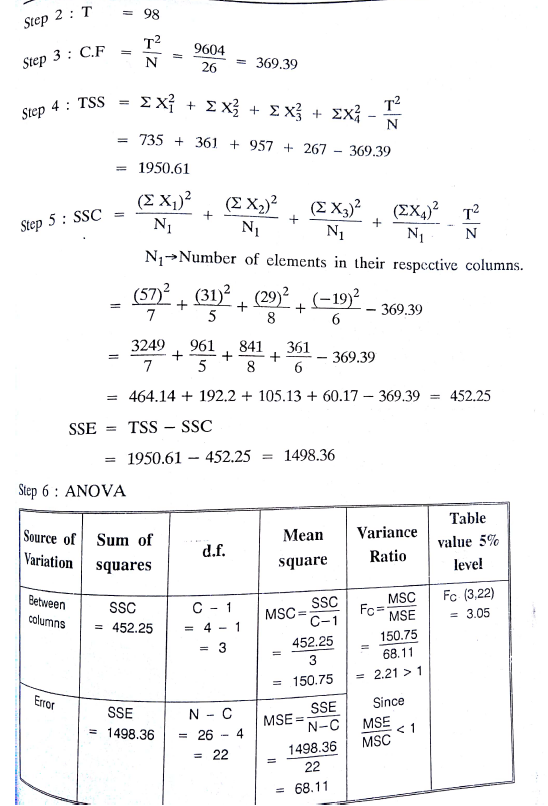 Step 2 : T = 98
Step 3 : C.F = T²/N = 9604/26 = 369.39
Step 4 : TSS = Σ X₁² + Σ X₂² + Σ X₃² + ΣX₄² − T²/N
= 735 + 361 + 957 + 267 − 369.39
= 1950.61
Step 5 : SSC = (Σ X₁)²/N₁ + (Σ X₂)²/N₁ + (Σ X₃)²/N₁ + (ΣX₄)²/N₁ − T²/N
N₁→Number of elements in their respective columns.
= (57)²/7 + (31)²/5 + (29)²/8 + (−19)²/6 − 369.39
= 3249/7 + 961/5 + 841/8 + 361/6 − 369.39
= 464.14 + 192.2 + 105.13 + 60.17 − 369.39 = 452.25
SSE = TSS − SSC
= 1950.61 − 452.25 = 1498.36
Step 6 : ANOVA
Source of Variation
Sum of squares
d.f.
Mean square
Variance Ratio
Table value 5% level
Between columns
SSC
= 452.25
C - 1
= 4 - 1
= 3
MSC = SSC/C−1
= 452.25/3
= 150.75
Fc = MSC/MSE
= 150.75/68.11
= 2.21 > 1
Since
MSE/MSC < 1
Fc (3,22)
= 3.05
Error
SSE
= 1498.36
N - C
= 26 - 4
= 22
MSE = SSE/N−C
= 1498.36/22
= 68.11